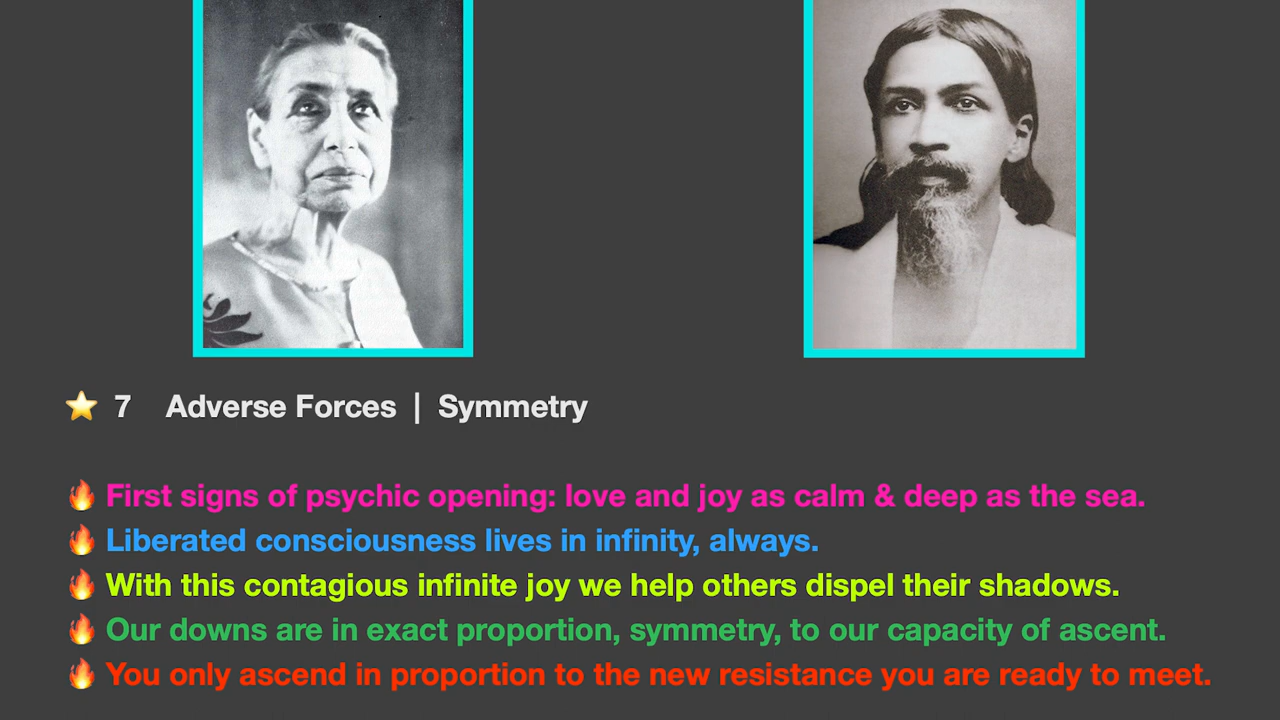 ⭐ 7 Adverse Forces | Symmetry
🔥 First signs of psychic opening: love and joy as calm & deep as the sea.
🔥 Liberated consciousness lives in infinity, always.
🔥 With this contagious infinite joy we help others dispel their shadows.
🔥 Our downs are in exact proportion, symmetry, to our capacity of ascent.
🔥 You only ascend in proportion to the new resistance you are ready to meet.